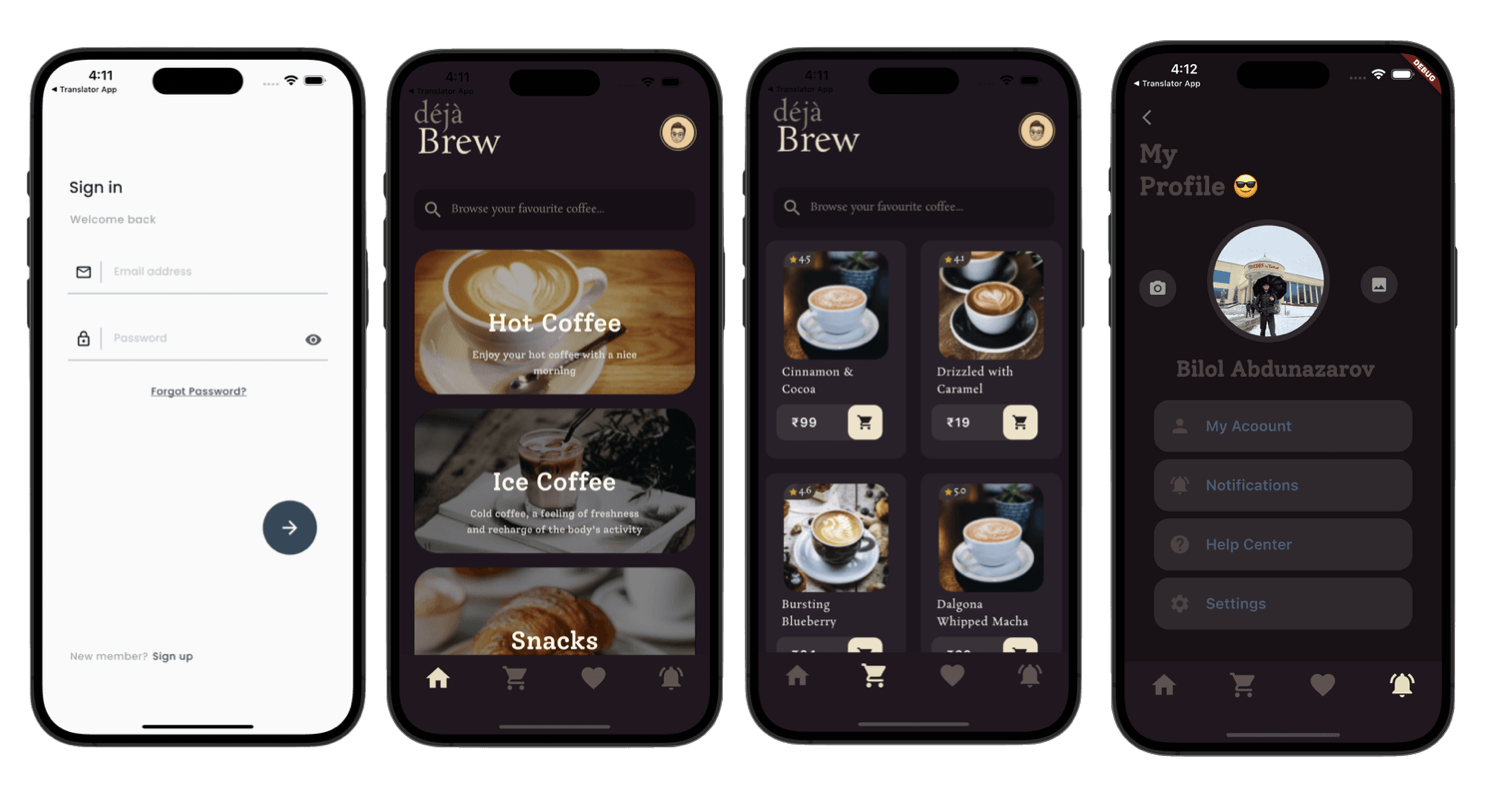 4:11
◀ Translator App
Sign in
Welcome back
Email address
Password
Forgot Password?
New member? Sign up
4:11
◀ Translator App
déjà
Brew
Browse your favourite coffee...
Hot Coffee
Enjoy your hot coffee with a nice
morning
Ice Coffee
Cold coffee, a feeling of freshness
and recharge of the body's activity
Snacks
4:11
◀ Translator App
déjà
Brew
Browse your favourite coffee...
4.5
4.1
Cinnamon &
Cocoa
Drizzled with
Caramel
₹99
₹19
4.6
5.0
Bursting
Blueberry
Dalgona
Whipped Macha
4:12
DEBUG
◀ Translator App
My
Profile 😎
Bilol Abdunazarov
My Acoount
Notifications
Help Center
Settings